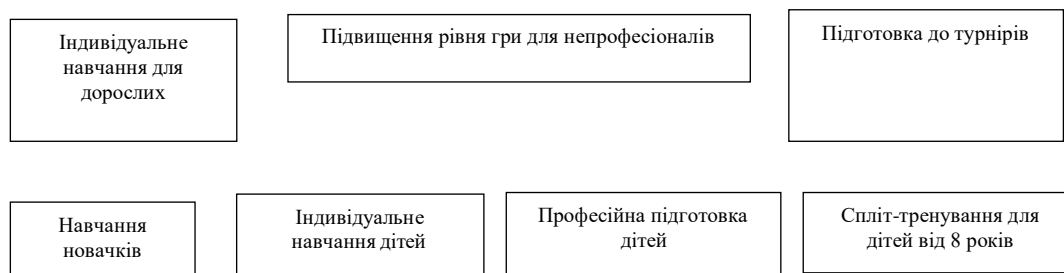 Індивідуальне
навчання для
дорослих
Підвищення рівня гри для непрофесіоналів
Підготовка до турнірів
Навчання
новачків
Індивідуальне
навчання дітей
Професійна підготовка
дітей
Спліт-тренування для
дітей від 8 років